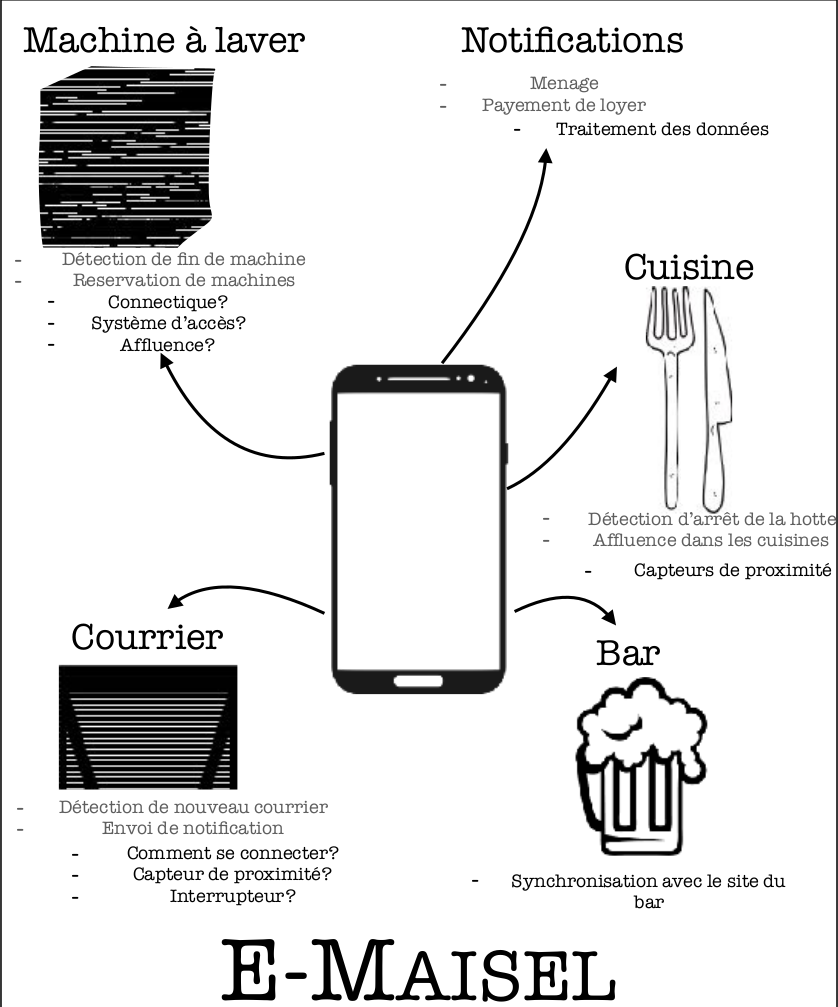 Machine à laver
- Détection de fin de machine
- Reservation de machines
- Connectique?
- Système d'accès?
- Affluence?
Notifications
- Menage
- Payement de loyer
- Traitement des données
Cuisine
- Détection d'arrêt de la hotte
- Affluence dans les cuisines
- Capteurs de proximité
Courrier
- Détection de nouveau courrier
- Envoi de notification
- Comment se connecter?
- Capteur de proximité?
- Interrupteur?
Bar
- Synchronisation avec le site du
bar
E-MAISEL